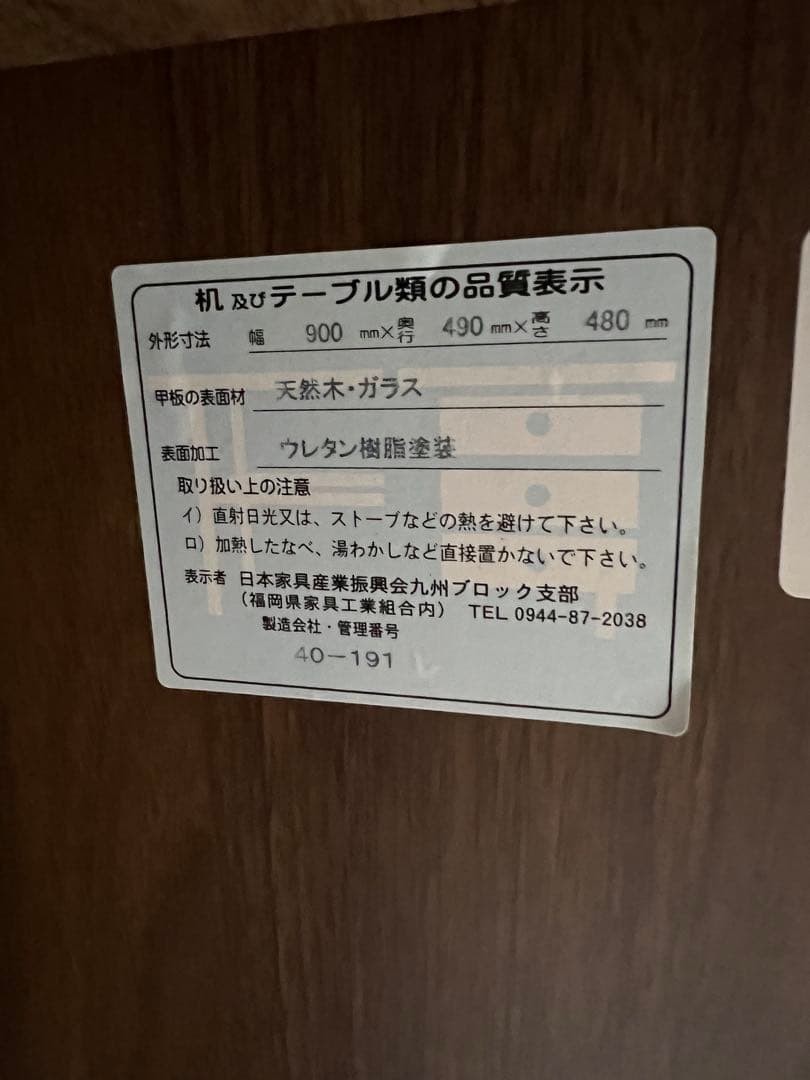 机及びテーブル類の品質表示
外形寸法 幅 900 mm×奥行 490 mm×高さ 480 mm
甲板の表面材 天然木・ガラス
表面加工 ウレタン樹脂塗装
取り扱い上の注意
イ）直射日光又は、ストーブなどの熱を避けて下さい。
ロ）加熱したなべ、湯わかしなど直接置かないで下さい。
表示者 日本家具産業振興会九州ブロック支部
（福岡県家具工業組合内） TEL 0944-87-2038
製造会社・管理番号
40-191